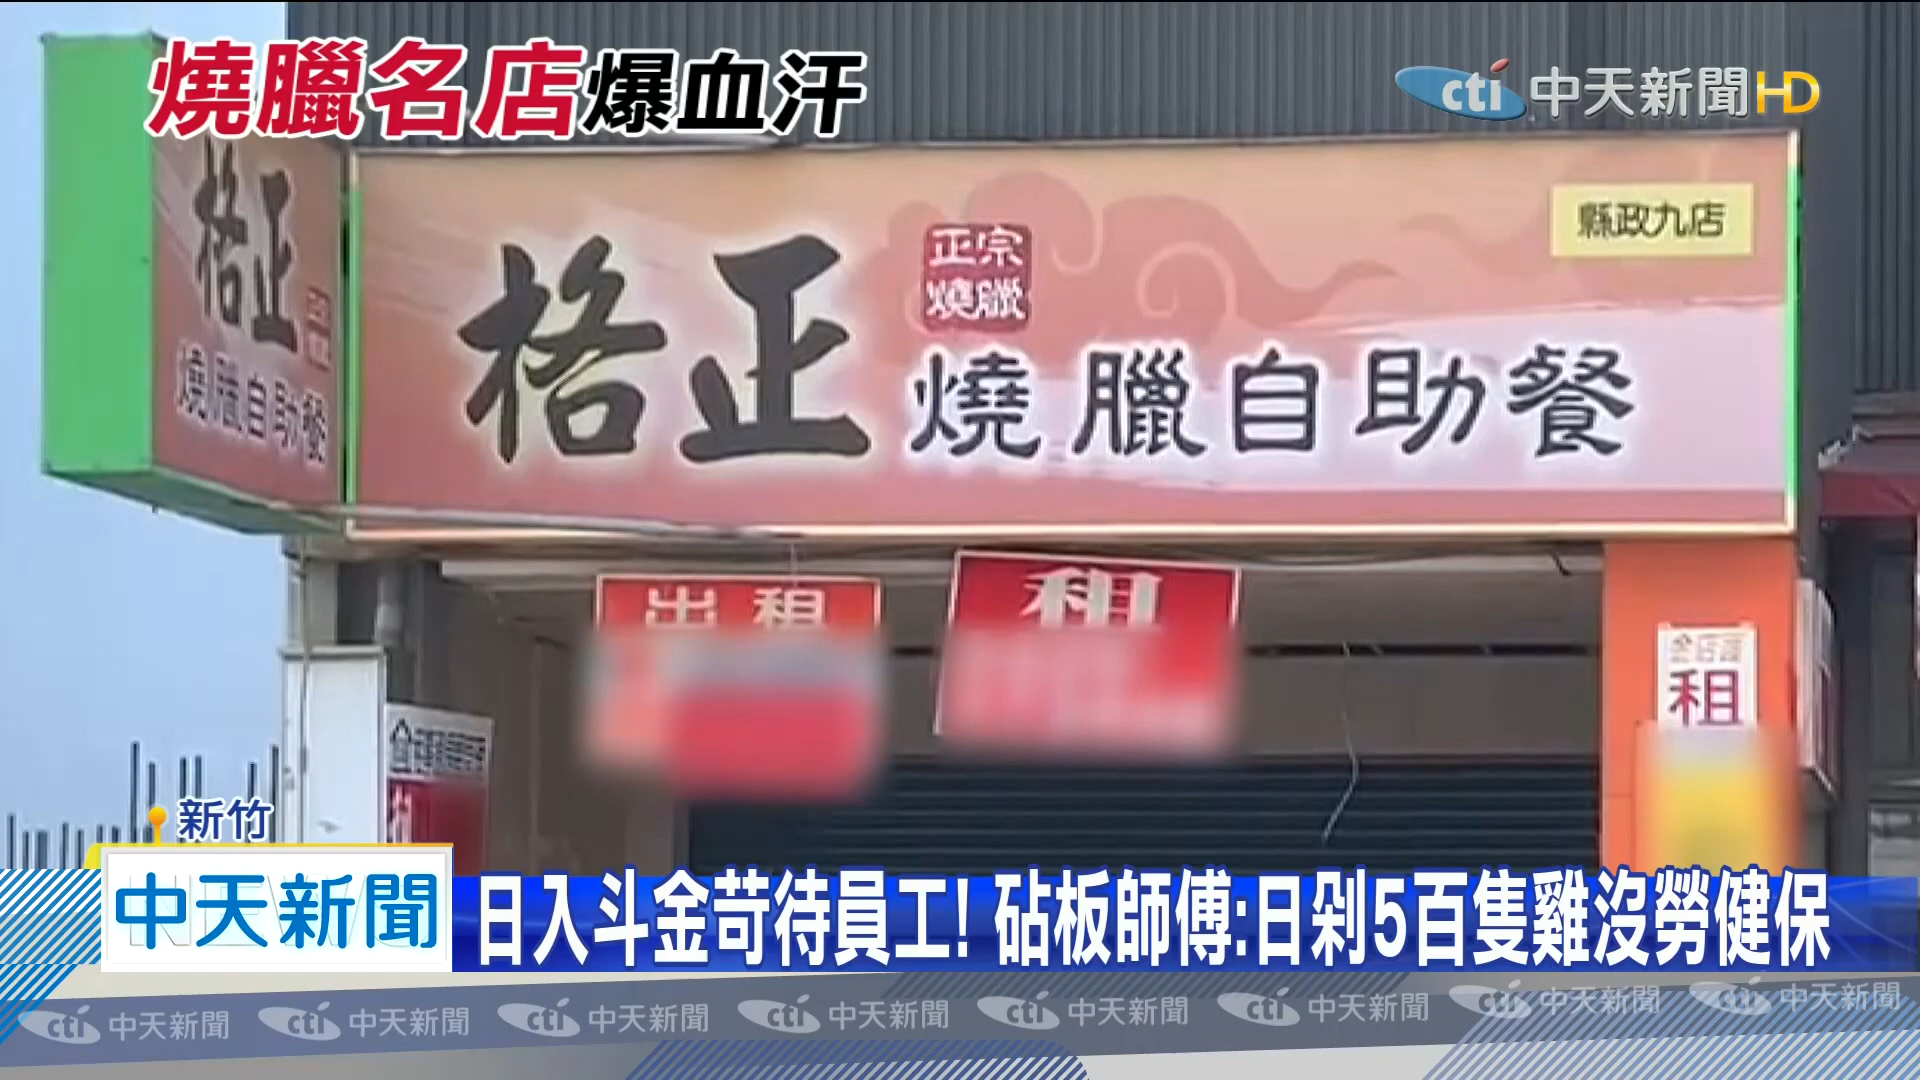 燒臘名店爆血汗
cti 中天新聞HD
格正
燒臘自助餐
縣政九店
格正
正宗
燒臘
燒臘自助餐
出租
租
租
新竹
中天新聞
日入斗金苛待員工! 砧板師傅:日剁5百隻雞沒勞健保
cti 中天新聞 cti 中天新聞 cti 中天新聞 cti 中天新聞 cti 中天新聞 cti 中天新聞 cti 中天新聞 cti 中天新聞